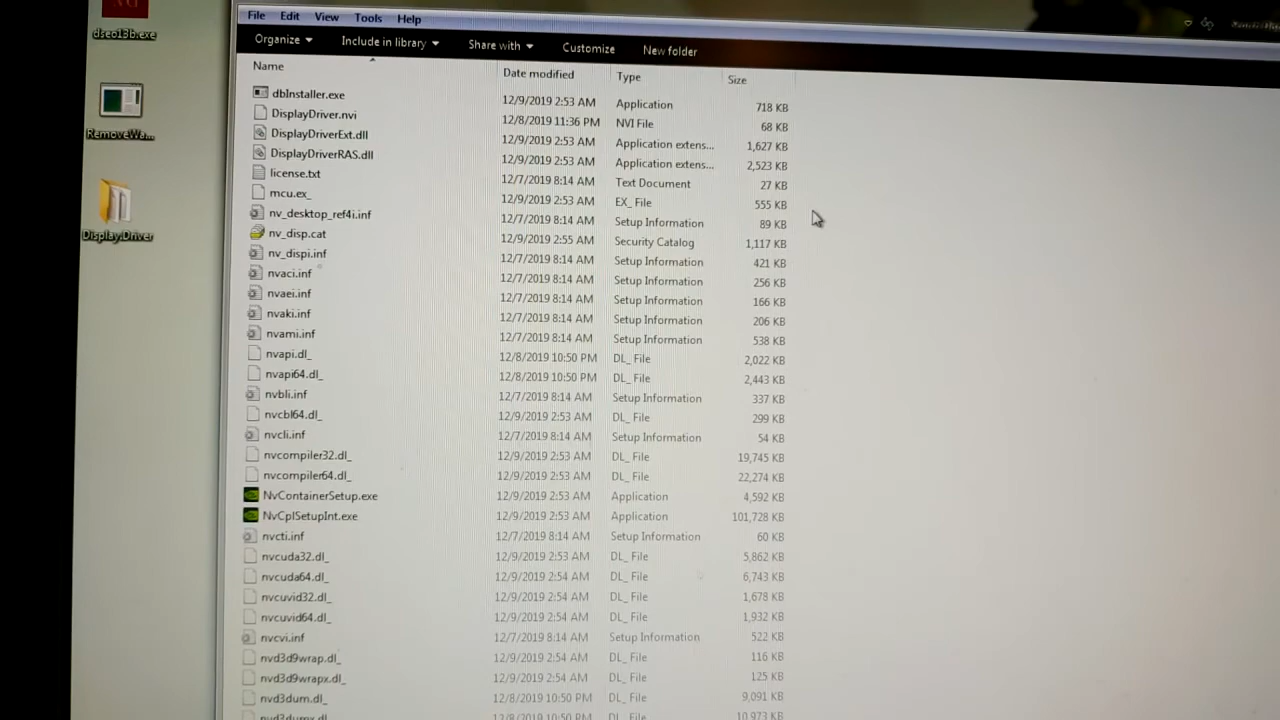 File Edit View Tools Help
Organize Include in library Share with Customize New folder
Name Date modified Type Size
dbInstaller.exe 12/9/2019 2:53 AM Application 718 KB
DisplayDriver.nvi 12/8/2019 11:36 PM NVI File 68 KB
DisplayDriverExt.dll 12/9/2019 2:53 AM Application extens... 1,627 KB
DisplayDriverRAS.dll 12/9/2019 2:53 AM Application extens... 2,523 KB
license.txt 12/7/2019 8:14 AM Text Document 27 KB
mcu.ex_ 12/9/2019 2:53 AM EX_ File 555 KB
nv_desktop_ref4i.inf 12/7/2019 8:14 AM Setup Information 89 KB
nv_disp.cat 12/9/2019 2:55 AM Security Catalog 1,117 KB
nv_dispi.inf 12/7/2019 8:14 AM Setup Information 421 KB
nvaci.inf 12/7/2019 8:14 AM Setup Information 256 KB
nvaei.inf 12/7/2019 8:14 AM Setup Information 166 KB
nvaki.inf 12/7/2019 8:14 AM Setup Information 206 KB
nvami.inf 12/7/2019 8:14 AM Setup Information 538 KB
nvapi.dl_ 12/8/2019 10:50 PM DL_ File 2,022 KB
nvapi64.dl_ 12/8/2019 10:50 PM DL_ File 2,443 KB
nvbli.inf 12/7/2019 8:14 AM Setup Information 337 KB
nvcbl64.dl_ 12/9/2019 2:53 AM DL_ File 299 KB
nvcli.inf 12/7/2019 8:14 AM Setup Information 54 KB
nvcompiler32.dl_ 12/9/2019 2:53 AM DL_ File 19,745 KB
nvcompiler64.dl_ 12/9/2019 2:53 AM DL_ File 22,274 KB
NvContainerSetup.exe 12/9/2019 2:53 AM Application 4,592 KB
NvCplSetupInt.exe 12/9/2019 2:53 AM Application 101,728 KB
nvcti.inf 12/7/2019 8:14 AM Setup Information 60 KB
nvcuda32.dl_ 12/9/2019 2:53 AM DL_ File 5,862 KB
nvcuda64.dl_ 12/9/2019 2:54 AM DL_ File 6,743 KB
nvcuvid32.dl_ 12/9/2019 2:54 AM DL_ File 1,678 KB
nvcuvid64.dl_ 12/9/2019 2:54 AM DL_ File 1,932 KB
nvcvi.inf 12/7/2019 8:14 AM Setup Information 522 KB
nvd3d9wrap.dl_ 12/9/2019 2:54 AM DL_ File 116 KB
nvd3d9wrapx.dl_ 12/9/2019 2:54 AM DL_ File 125 KB
nvd3dum.dl_ 12/8/2019 10:50 PM DL_ File 9,091 KB
nvd3dumx.dl_ 12/8/2019 10:50 PM DL_ File 10,973 KB
dseo13b.exe
RemoveWa...
Display.Driver